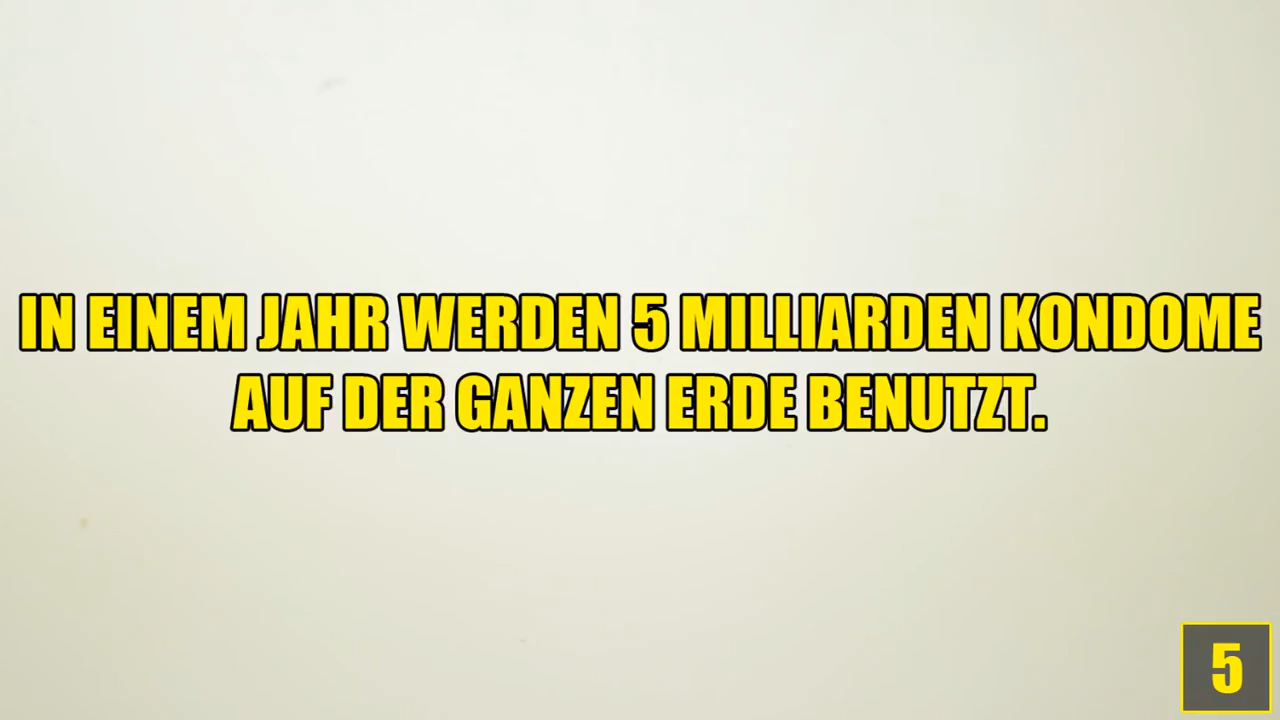 IN EINEM JAHR WERDEN 5 MILLIARDEN KONDOME
AUF DER GANZEN ERDE BENUTZT.
5